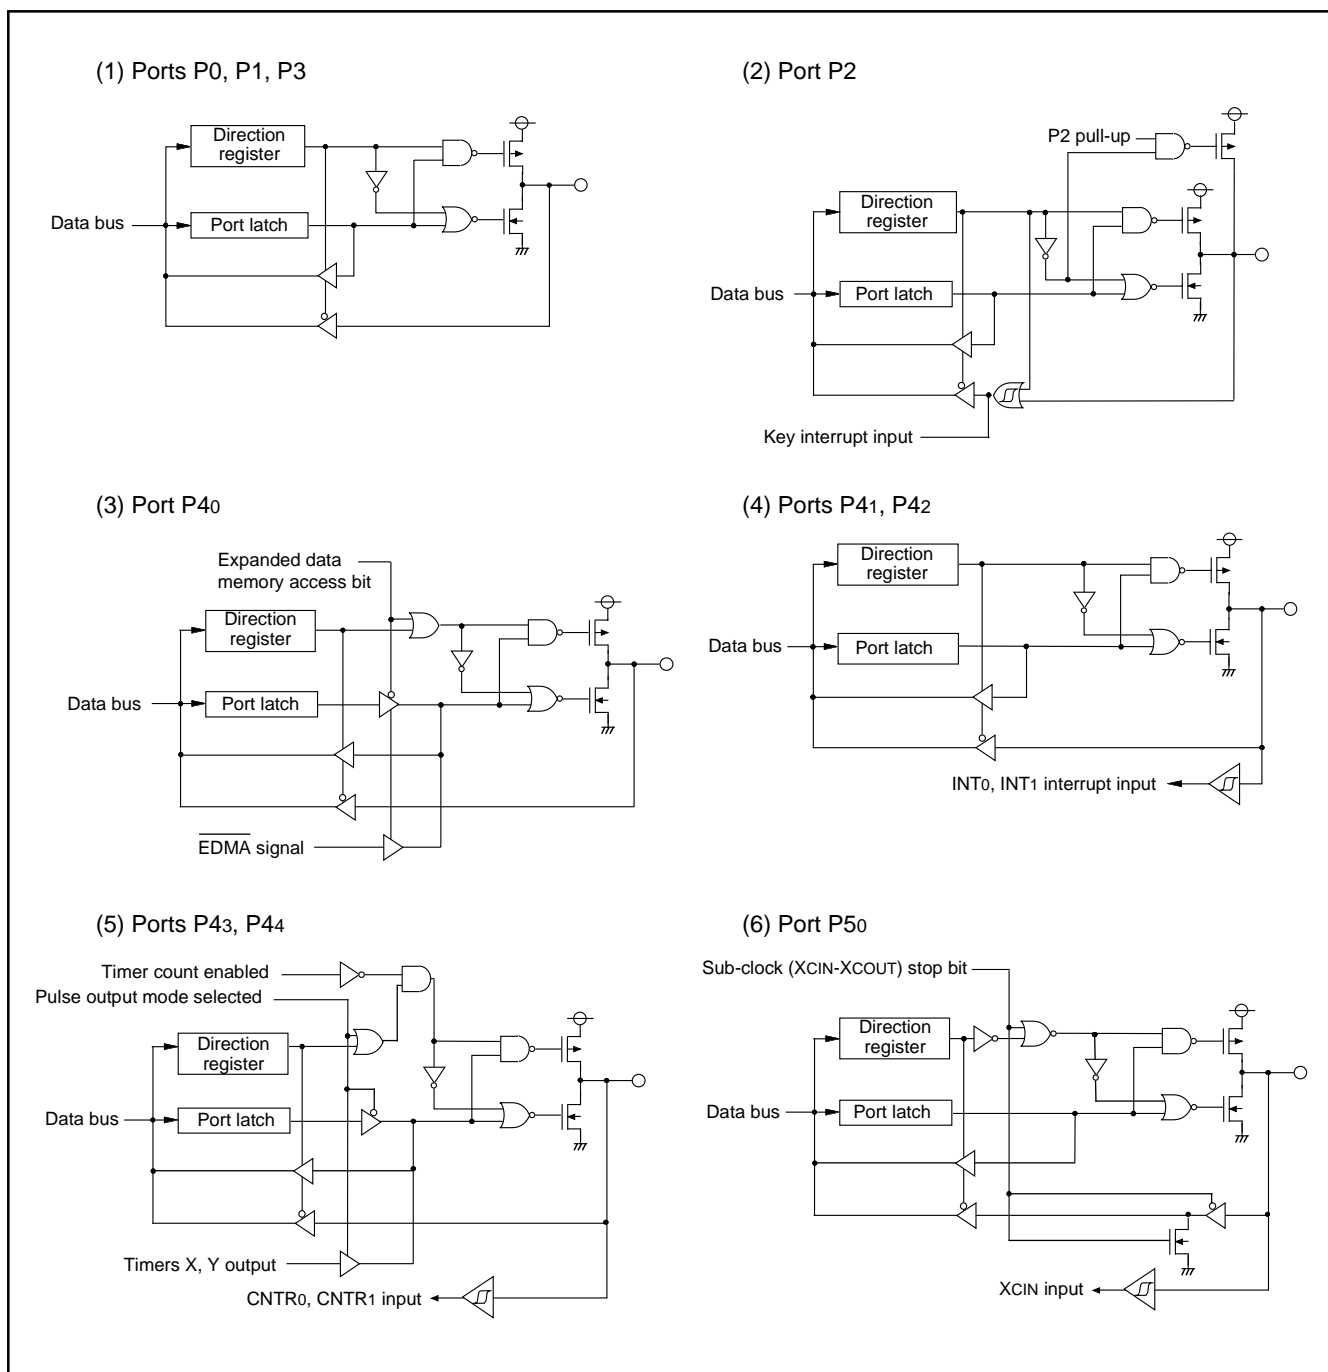 (1) Ports P0, P1, P3
Direction
register
Data bus
Port latch
(2) Port P2
P2 pull-up
Direction
register
Data bus
Port latch
Key interrupt input
(3) Port P40
Expanded data
memory access bit
Direction
register
Data bus
Port latch
EDMA signal
(4) Ports P41, P42
Direction
register
Data bus
Port latch
INT0, INT1 interrupt input
(5) Ports P43, P44
Timer count enabled
Pulse output mode selected
Direction
register
Data bus
Port latch
Timers X, Y output
CNTR0, CNTR1 input
(6) Port P50
Sub-clock (XCIN-XCOUT) stop bit
Direction
register
Data bus
Port latch
XCIN input